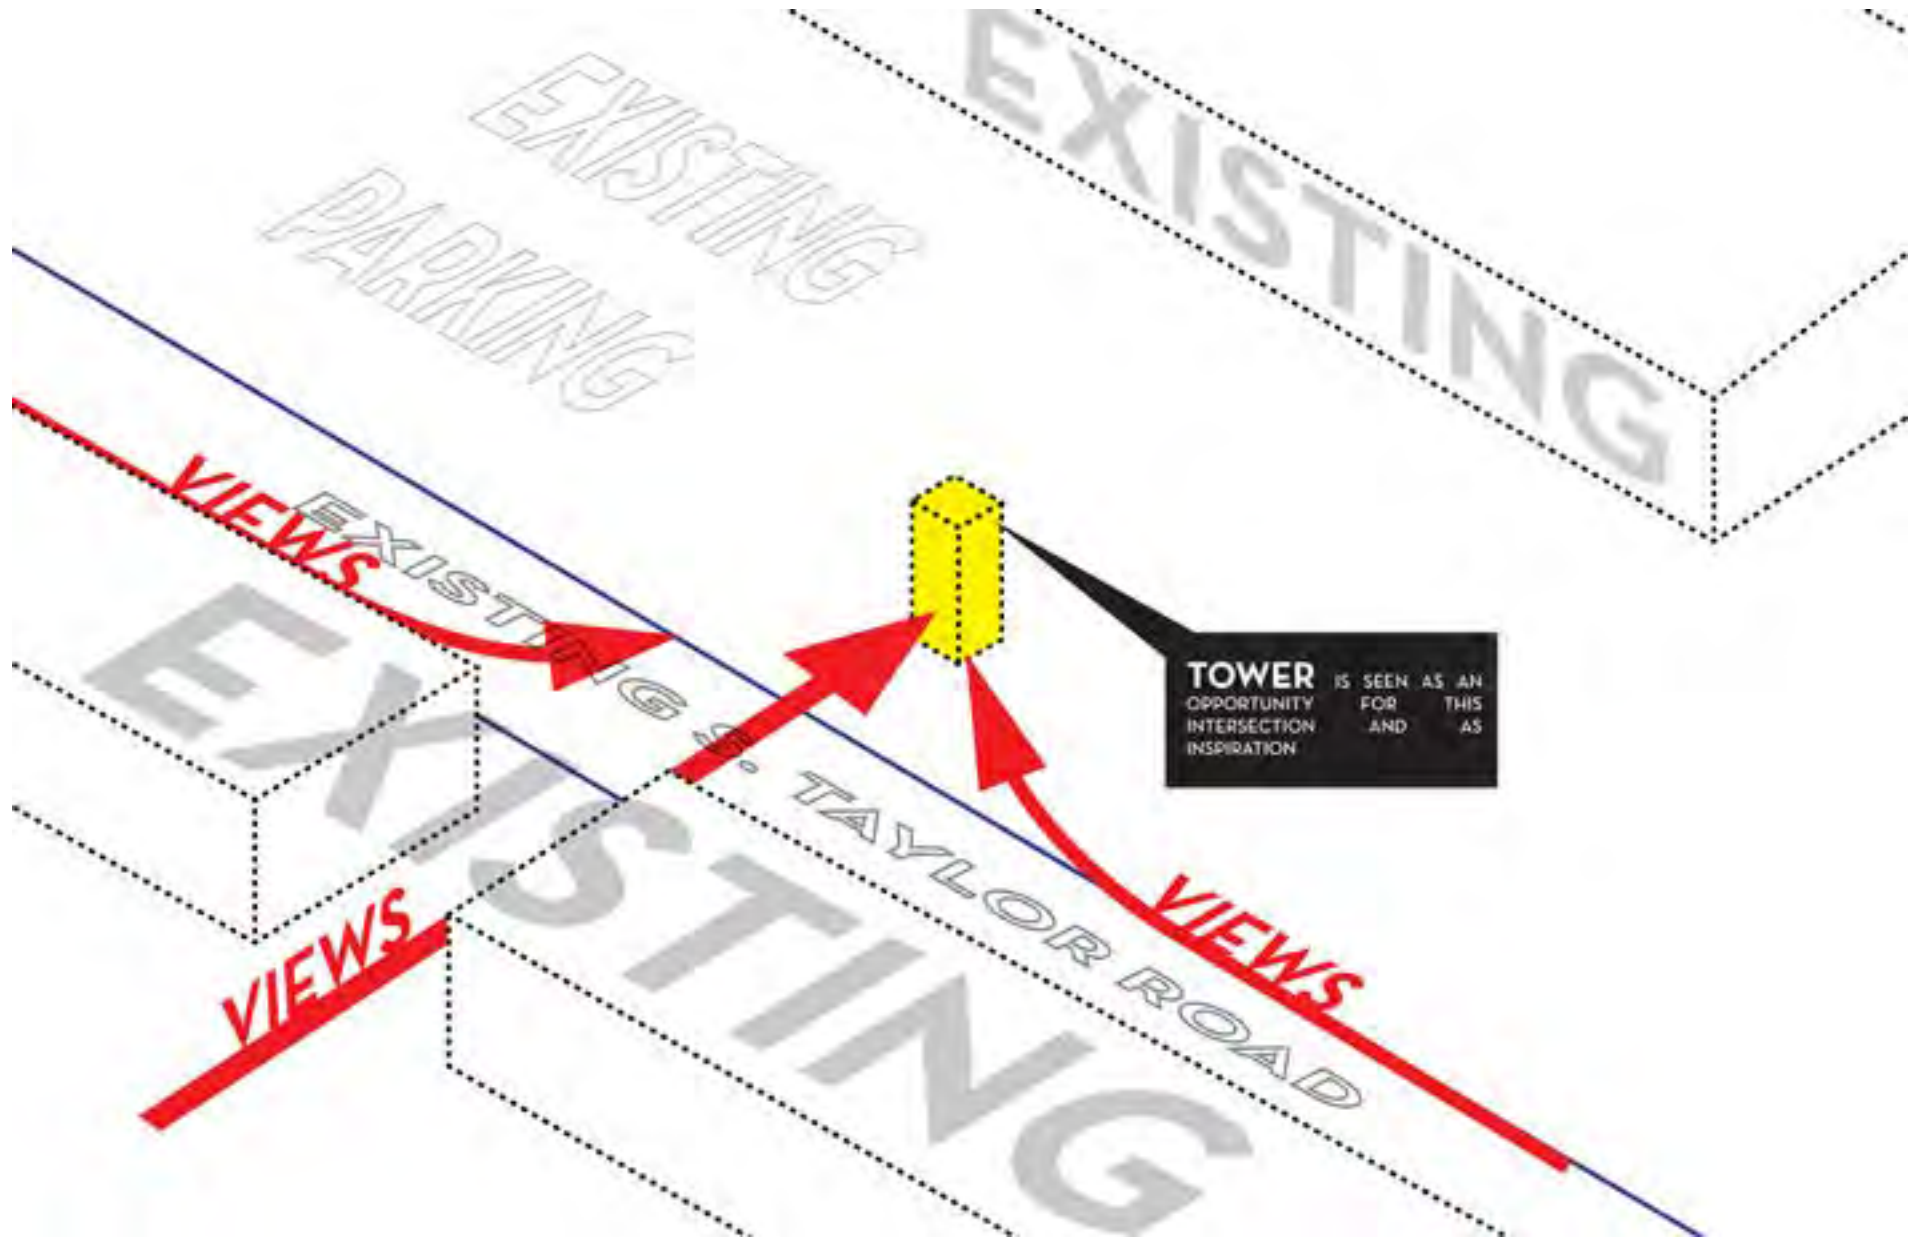 EXISTING
EXISTING
PARKING
VIEWS
EXISTING S. TAYLOR ROAD
EXISTING
TOWER IS SEEN AS AN
OPPORTUNITY FOR THIS
INTERSECTION AND AS
INSPIRATION
VIEWS
VIEWS